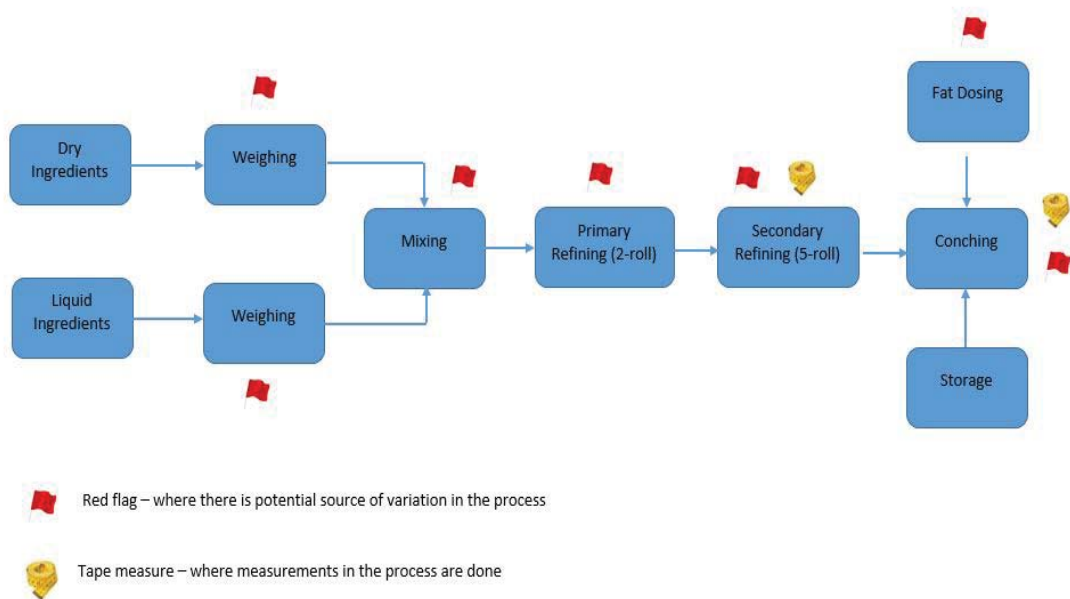 Fat Dosing
Dry
Ingredients
Weighing
Mixing
Primary
Refining (2-roll)
Secondary
Refining (5-roll)
Conching
Liquid
Ingredients
Weighing
Storage
Red flag – where there is potential source of variation in the process
Tape measure – where measurements in the process are done